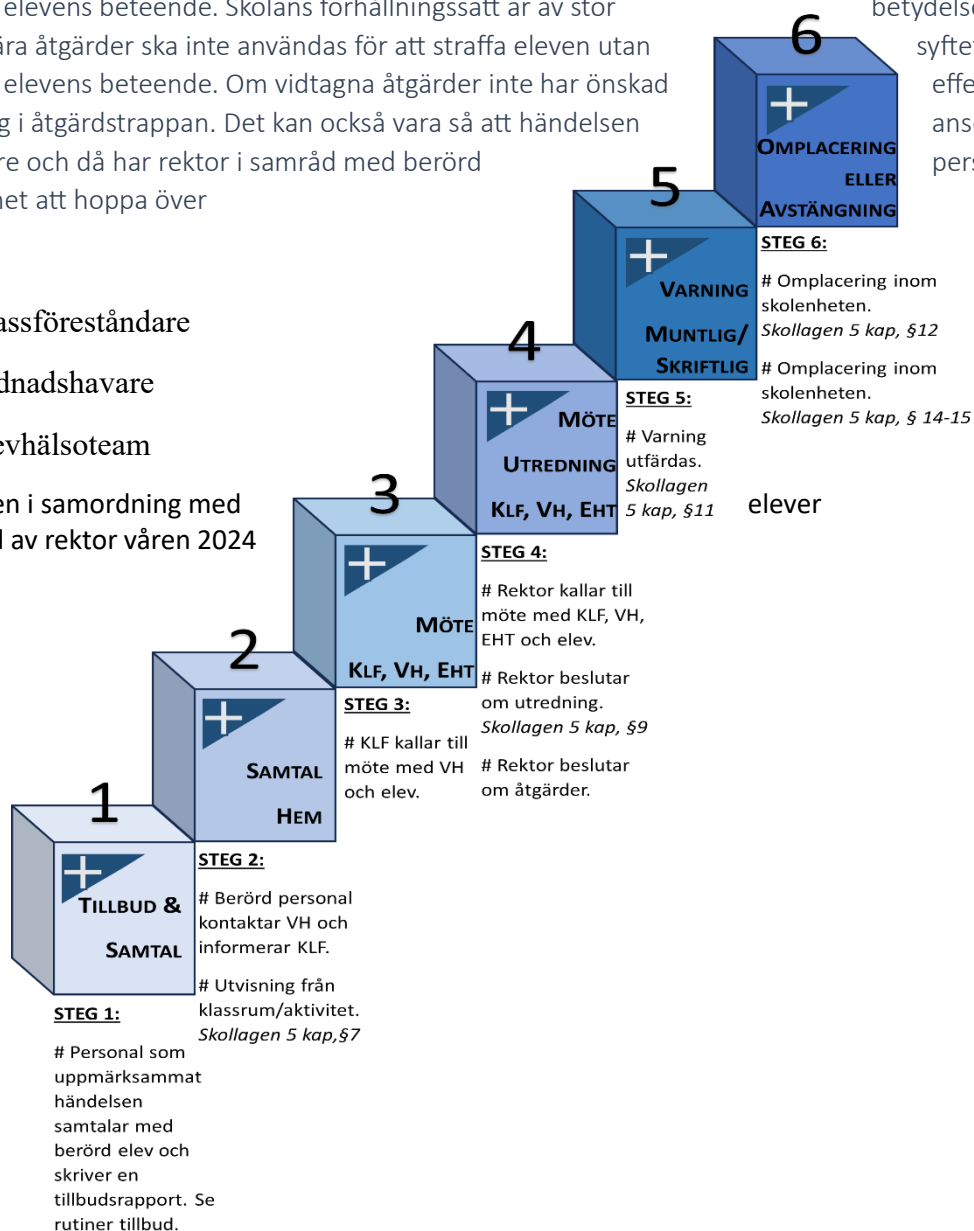 elevens beteende. Skolans förhållningssätt är av stor betydelse
ära åtgärder ska inte användas för att straffa eleven utan syftet
elevens beteende. Om vidtagna åtgärder inte har önskad effe
g i åtgärdstrappan. Det kan också vara så att händelsen ans
re och då har rektor i samråd med berörd pers
het att hoppa över
assföreståndare
dnadshavare
evhälsoteam
en i samordning med elever
av rektor våren 2024
6
OMPLACERING
ELLER
AVSTÄNGNING
STEG 6:
# Omplacering inom
skolenheten.
Skollagen 5 kap, §12
# Omplacering inom
skolenheten.
Skollagen 5 kap, § 14-15
5
VARNING
MUNTLIG/
SKRIFTLIG
STEG 5:
# Varning
utfärdas.
Skollagen
5 kap, §11
4
MÖTE
UTREDNING
KLF, VH, EHT
STEG 4:
# Rektor kallar till
möte med KLF, VH,
EHT och elev.
# Rektor beslutar
om utredning.
Skollagen 5 kap, §9
# Rektor beslutar
om åtgärder.
3
MÖTE
KLF, VH, EHT
STEG 3:
# KLF kallar till
möte med VH
och elev.
2
SAMTAL
HEM
STEG 2:
# Berörd personal
kontaktar VH och
informerar KLF.
# Utvisning från
klassrum/aktivitet.
Skollagen 5 kap,§7
1
TILLBUD &
SAMTAL
STEG 1:
# Personal som
uppmärksammat
händelsen
samtalar med
berörd elev och
skriver en
tillbudsrapport. Se
rutiner tillbud.